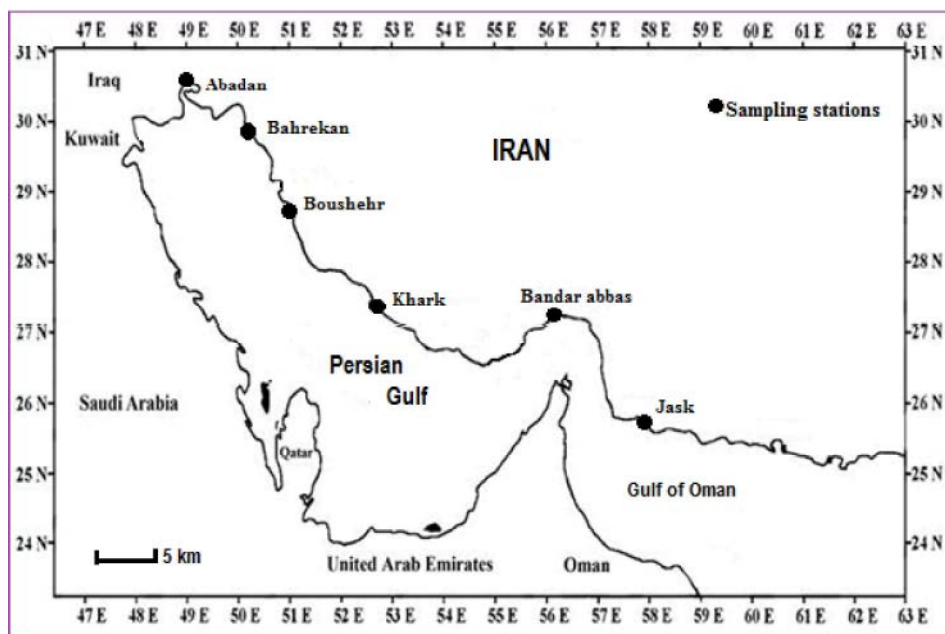 47 E 48 E 49 E 50 E 51 E 52 E 53 E 54 E 55 E 56 E 57 E 58 E 59 E 60 E 61 E 62 E 63 E
31 N
31 N
Iraq
Abadan
Sampling stations
30 N
30 N
Kuwait
Bahrekan
IRAN
29 N
29 N
Boushehr
28 N
28 N
Khark
Bandar abbas
27 N
27 N
Persian
Gulf
Saudi Arabia
26 N
26 N
Jask
Qatar
25 N
25 N
Gulf of Oman
24 N
24 N
5 km
United Arab Emirates
Oman
47 E 48 E 49 E 50 E 51 E 52 E 53 E 54 E 55 E 56 E 57 E 58 E 59 E 60 E 61 E 62 E 63 E